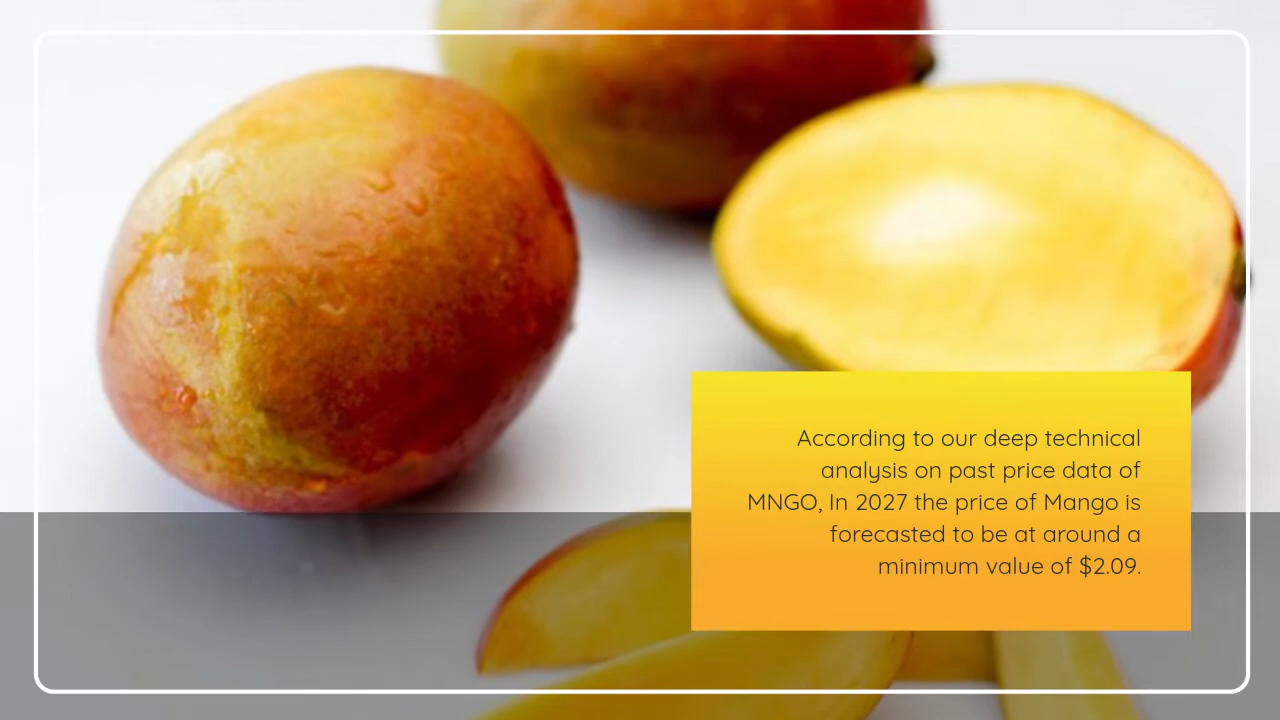 According to our deep technical
analysis on past price data of
MNGO, In 2027 the price of Mango is
forecasted to be at around a
minimum value of $2.09.